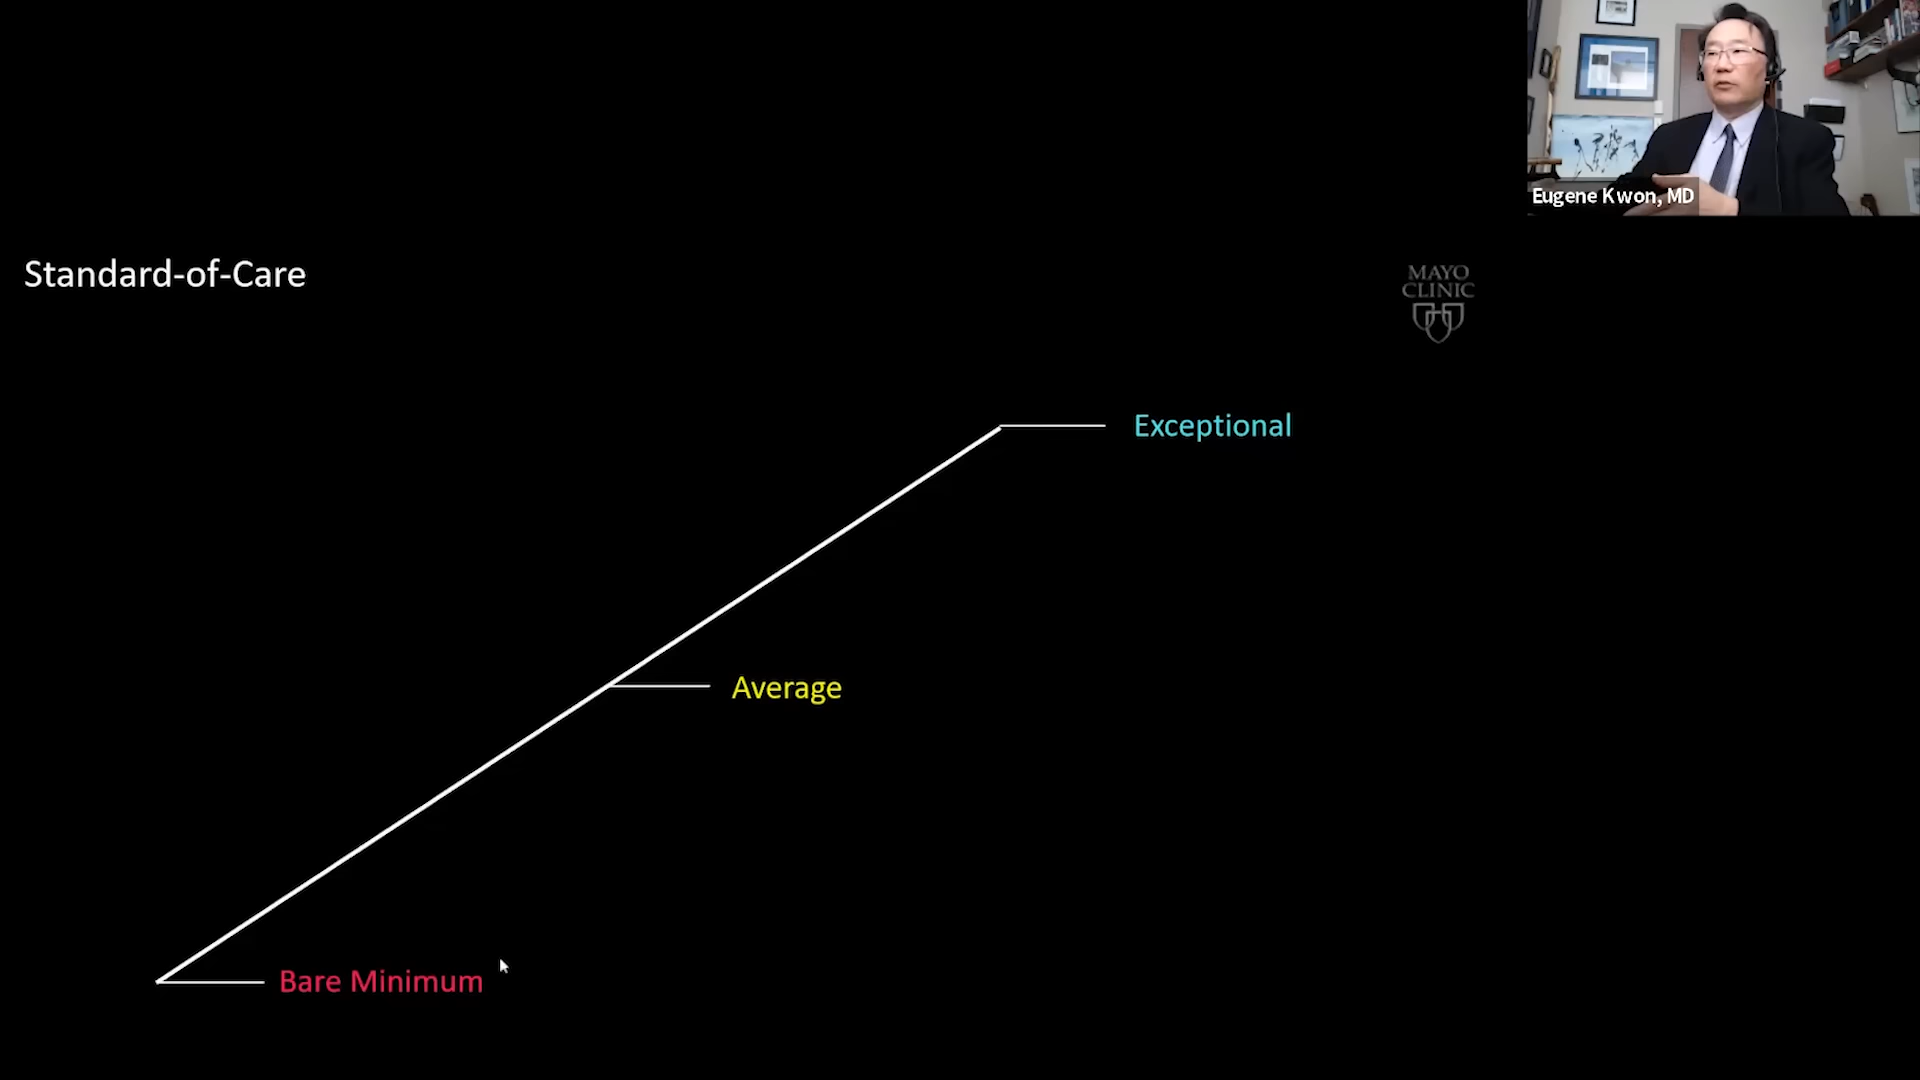 Eugene Kwon, MD
Standard-of-Care
MAYO
CLINIC
Exceptional
Average
Bare Minimum